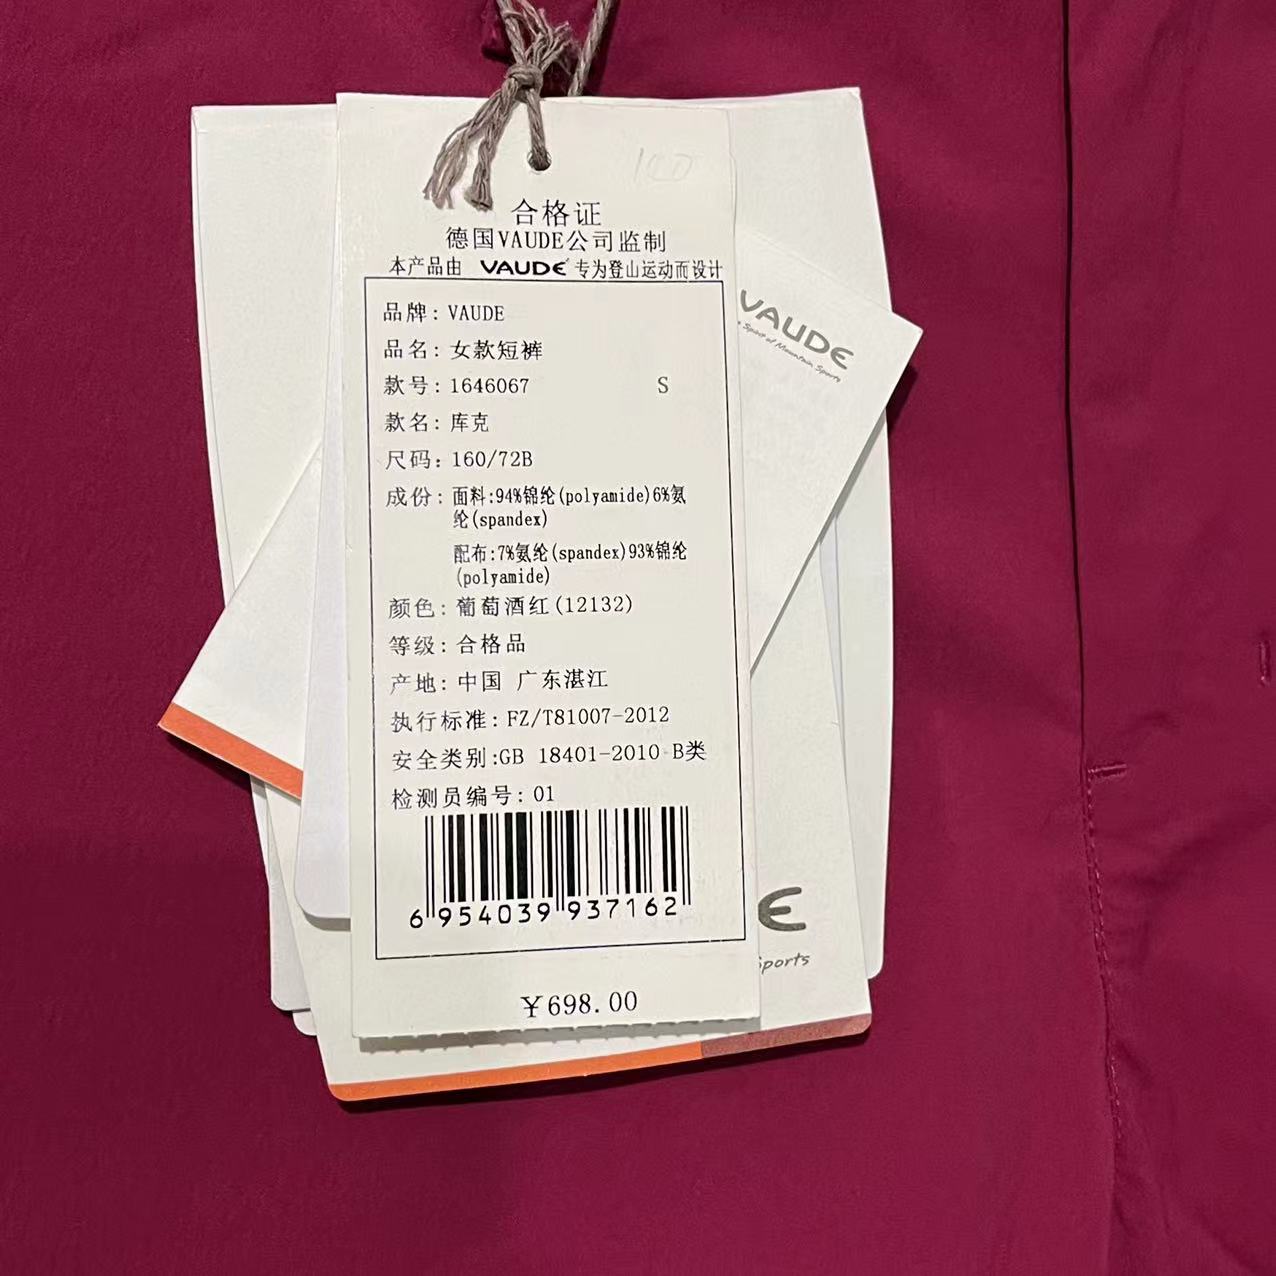 100
合格证
德国VAUDE公司监制
本产品由 VAUDE 专为登山运动而设计
品牌: VAUDE
品名: 女款短裤
款号: 1646067 S
款名: 库克
尺码: 160/72B
成份: 面料:94%锦纶(polyamide)6%氨
纶(spandex)
配布:7%氨纶(spandex)93%锦纶
(polyamide)
颜色: 葡萄酒红(12132)
等级: 合格品
产地: 中国 广东湛江
执行标准: FZ/T81007-2012
安全类别:GB 18401-2010 B类
检测员编号: 01
6 954039 937162
¥698.00
VAUDE
Spirit of Mountain Sports
E
Sports